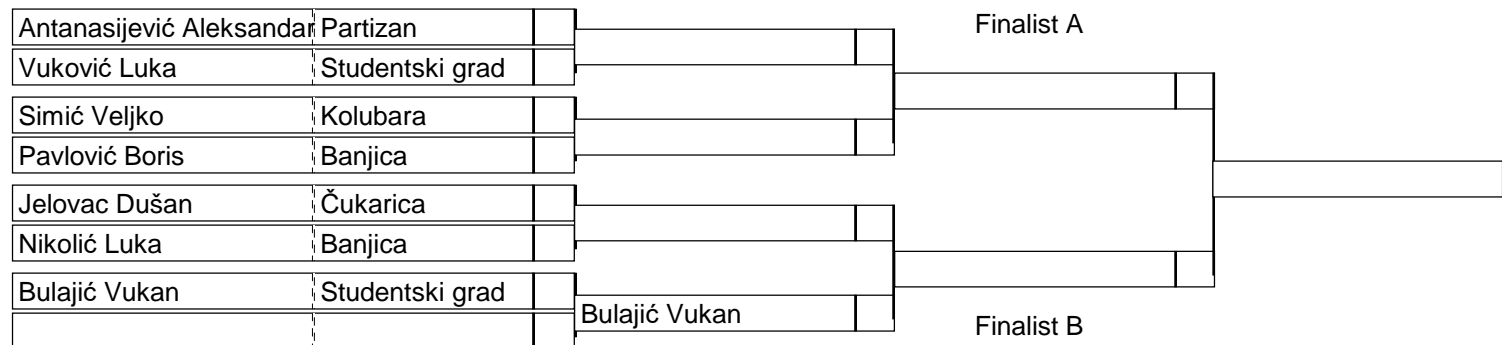 Antanasijević Aleksandar Partizan
Finalist A
Vuković Luka Studentski grad
Simić Veljko Kolubara
Pavlović Boris Banjica
Jelovac Dušan Čukarica
Nikolić Luka Banjica
Bulajić Vukan Studentski grad
Bulajić Vukan
Finalist B